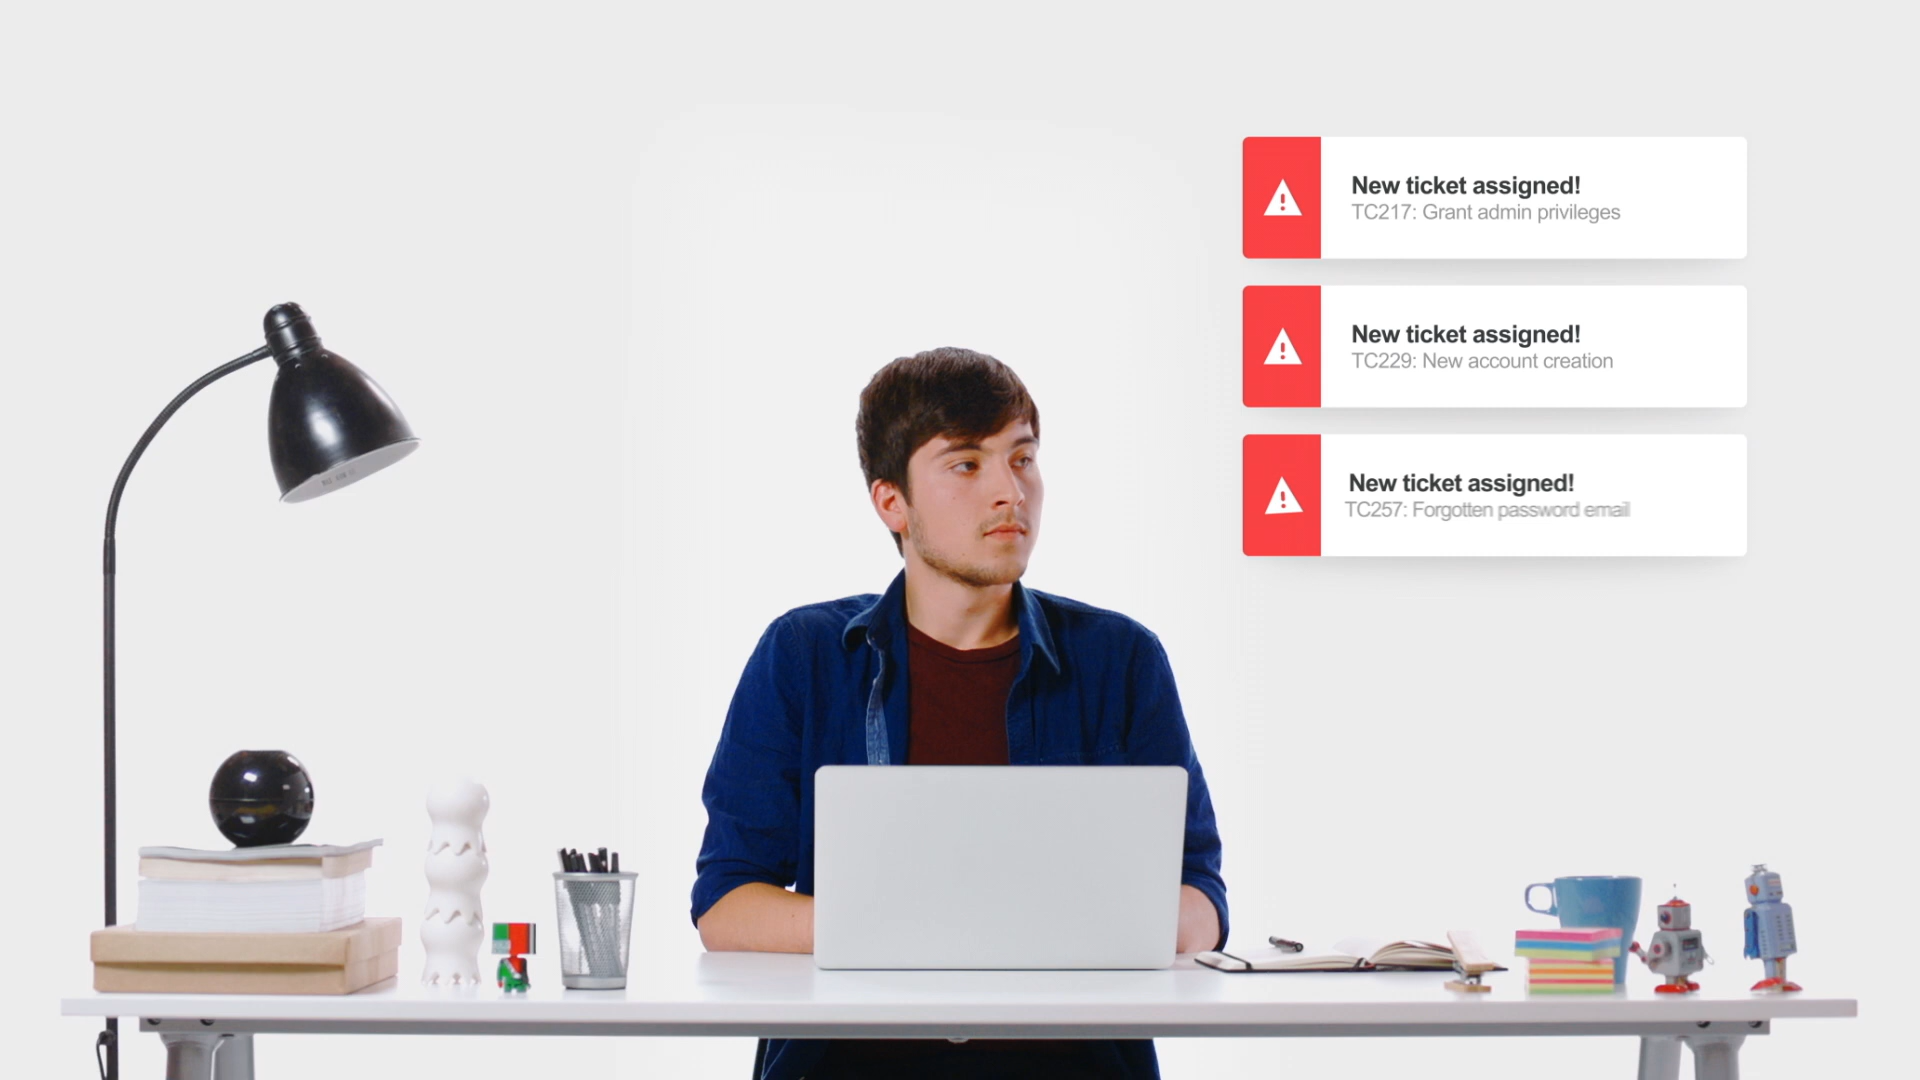 New ticket assigned!
TC217: Grant admin privileges
New ticket assigned!
TC229: New account creation
New ticket assigned!
TC257: Forgotten password email